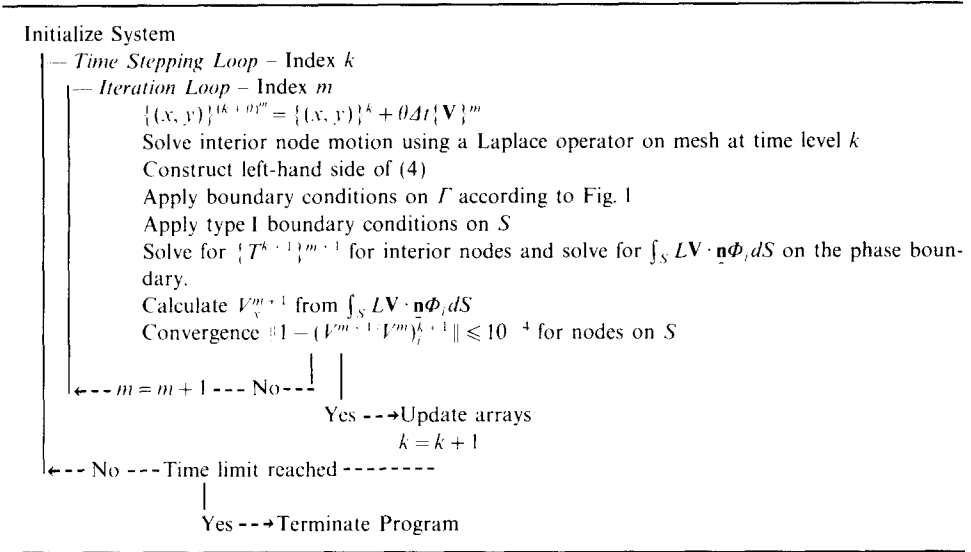 Initialize System
Time Stepping Loop – Index k
Iteration Loop – Index m
{(x, y)}^{(k + θ)^m} = {(x, y)}^k + θΔt{V}^m
Solve interior node motion using a Laplace operator on mesh at time level k
Construct left-hand side of (4)
Apply boundary conditions on Γ according to Fig. 1
Apply type I boundary conditions on S
Solve for {T^{k+1}}^{m+1} for interior nodes and solve for ∫_S LV · nΦ_i dS on the phase boun-
dary.
Calculate V^{m+1} from ∫_S LV · nΦ_i dS
Convergence ‖1 − (V^{m+1}/V^m)_i^{k+1}‖ ⩽ 10^{-4} for nodes on S
m = m + 1 --- No
Yes --→ Update arrays
k = k + 1
No --- Time limit reached
Yes --→ Terminate Program